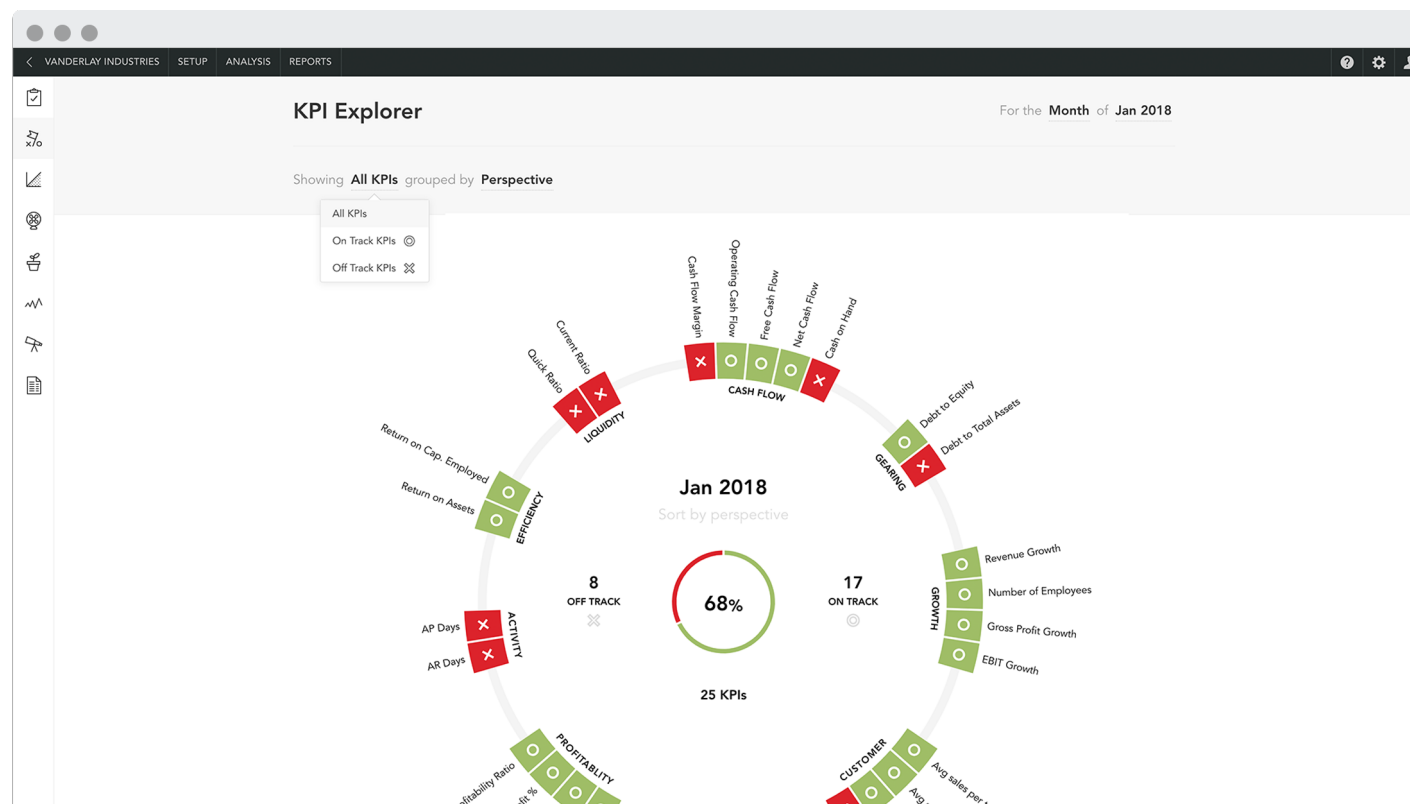 VANDERLAY INDUSTRIES SETUP ANALYSIS REPORTS
KPI Explorer
For the Month of Jan 2018
Showing All KPIs grouped by Perspective
All KPIs
On Track KPIs
Off Track KPIs
Cash Flow Margin
Operating Cash Flow
Free Cash Flow
Net Cash Flow
Cash on Hand
CASH FLOW
Current Ratio
Quick Ratio
LIQUIDITY
Debt to Equity
Debt to Total Assets
GEARING
Return on Cap. Employed
Return on Assets
EFFICIENCY
Jan 2018
Sort by perspective
8
OFF TRACK
68%
17
ON TRACK
25 KPIs
Revenue Growth
Number of Employees
Gross Profit Growth
EBIT Growth
GROWTH
AP Days
AR Days
ACTIVITY
PROFITABLITY
Ratio
%
CUSTOMER
Avg sales per